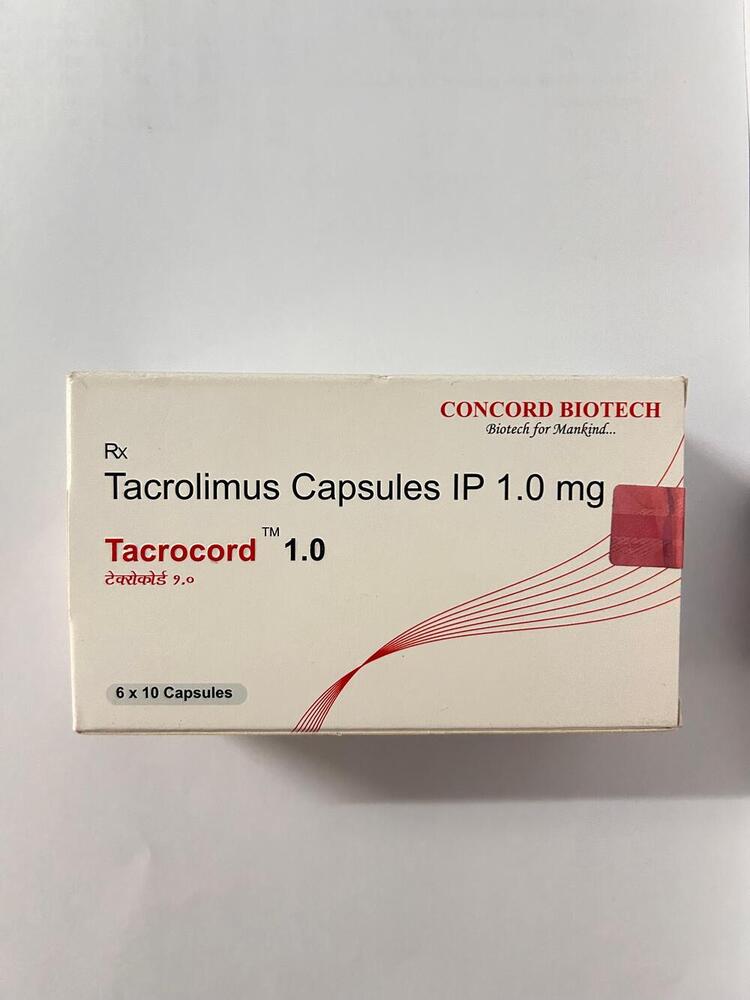 CONCORD BIOTECH
Biotech for Mankind...
Rx
Tacrolimus Capsules IP 1.0 mg
Tacrocord™ 1.0
टेक्रोकोर्ड १.०
6 x 10 Capsules